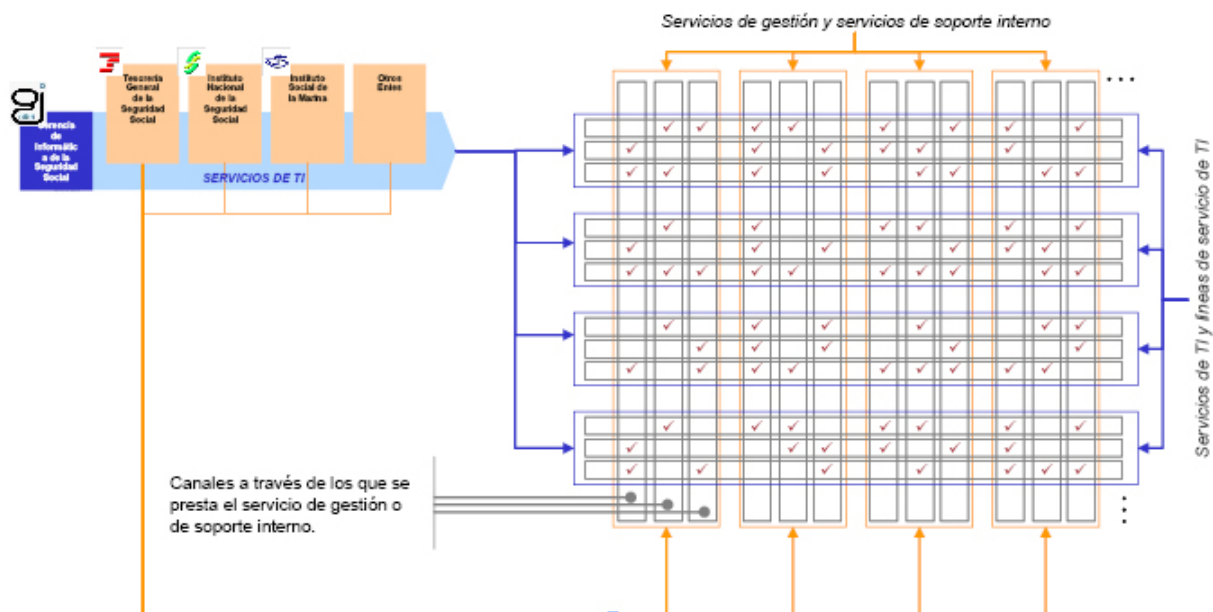 Servicios de gestión y servicios de soporte interno
Tesorería
General
de la
Seguridad
Social
Instituto
Nacional
de la
Seguridad
Social
Instituto
Social de
la Marina
Otros
Entes
gi
Gerencia
de
Informátic
a de la
Seguridad
Social
SERVICIOS DE TI
Servicios de TI y líneas de servicio de TI
Canales a través de los que se
presta el servicio de gestión o
de soporte interno.